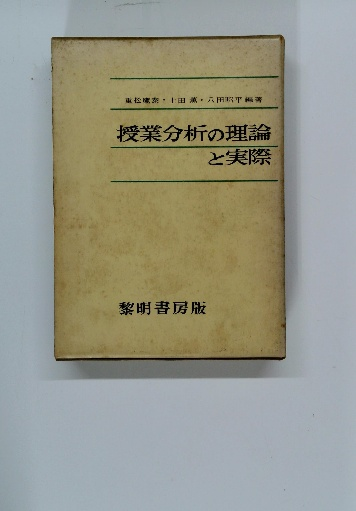 重松鷹泰・上田薫・八田昭平編著
授業分析の理論
と実際
黎明書房版